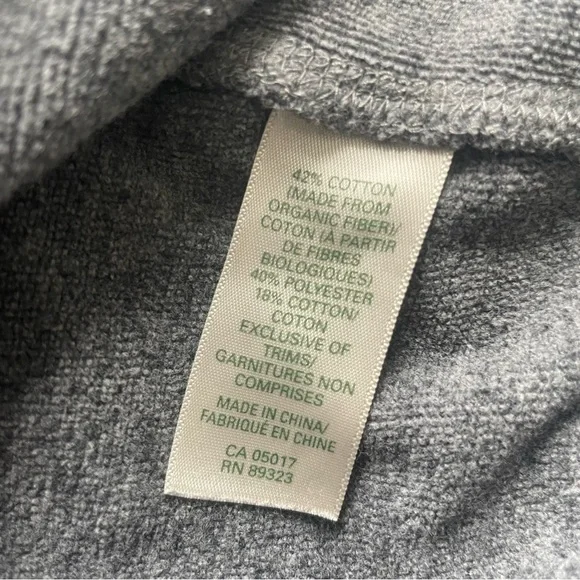 42% COTTON
(MADE FROM
ORGANIC FIBER)/
COTON (À PARTIR
DE FIBRES
BIOLOGIQUES)
40% POLYESTER
18% COTTON/
COTON
EXCLUSIVE OF
TRIMS/
GARNITURES NON
COMPRISES
MADE IN CHINA/
FABRIQUÉ EN CHINE
CA 05017
RN 89323